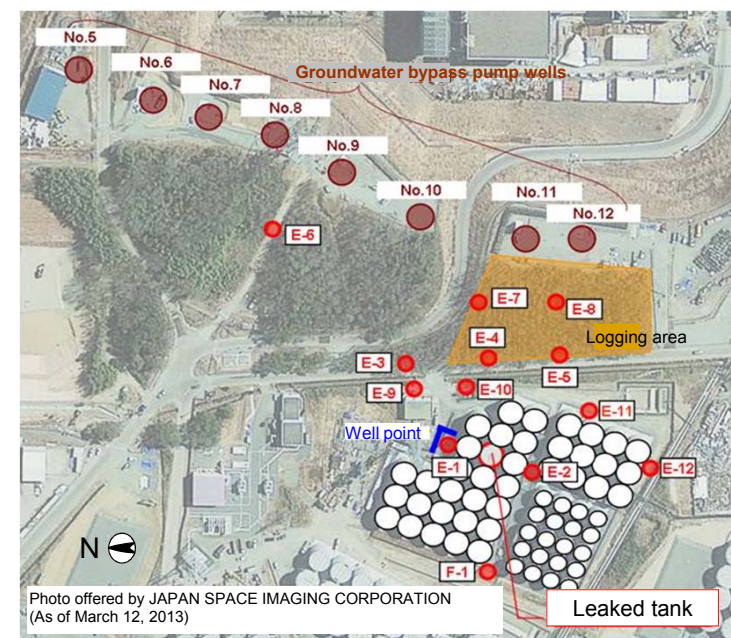 No.5
No.6
No.7
No.8
No.9
No.10
No.11
No.12
Groundwater bypass pump wells
E-6
E-7
E-8
E-4
Logging area
E-3
E-5
E-9
E-10
E-11
Well point
E-1
E-2
E-12
N
F-1
Photo offered by JAPAN SPACE IMAGING CORPORATION
(As of March 12, 2013)
Leaked tank